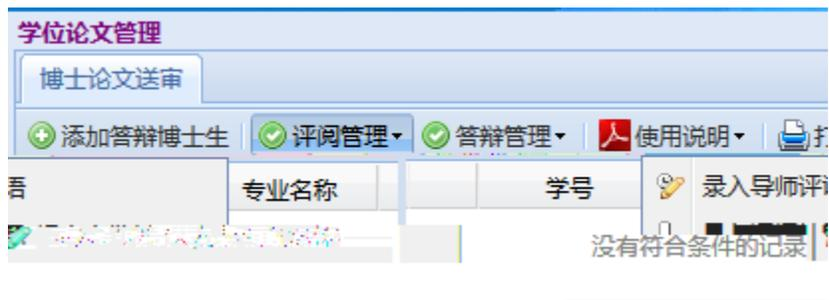 学位论文管理
博士论文送审
添加答辩博士生 评阅管理 答辩管理 使用说明
语 专业名称 学号 录入导师评
没有符合条件的记录